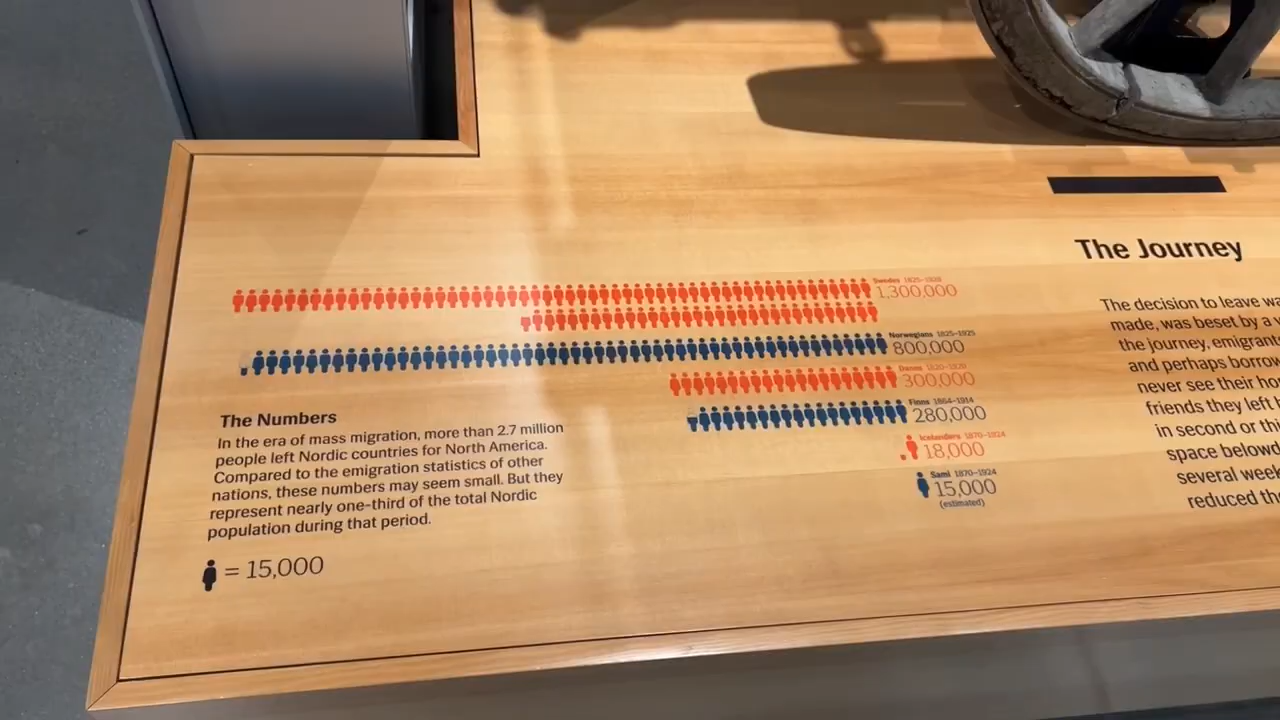 Swedes 1825–1928
1,300,000
Norwegians 1825–1925
800,000
Danes 1820–1920
300,000
Finns 1864–1914
280,000
Icelanders 1870–1924
18,000
Sami 1870–1924
15,000
(estimated)
The Numbers
In the era of mass migration, more than 2.7 million
people left Nordic countries for North America.
Compared to the emigration statistics of other
nations, these numbers may seem small. But they
represent nearly one-third of the total Nordic
population during that period.
= 15,000
The Journey
The decision to leave wa
made, was beset by a
the journey, emigrants
and perhaps borrow
never see their ho
friends they left b
in second or thi
space belowd
several week
reduced th